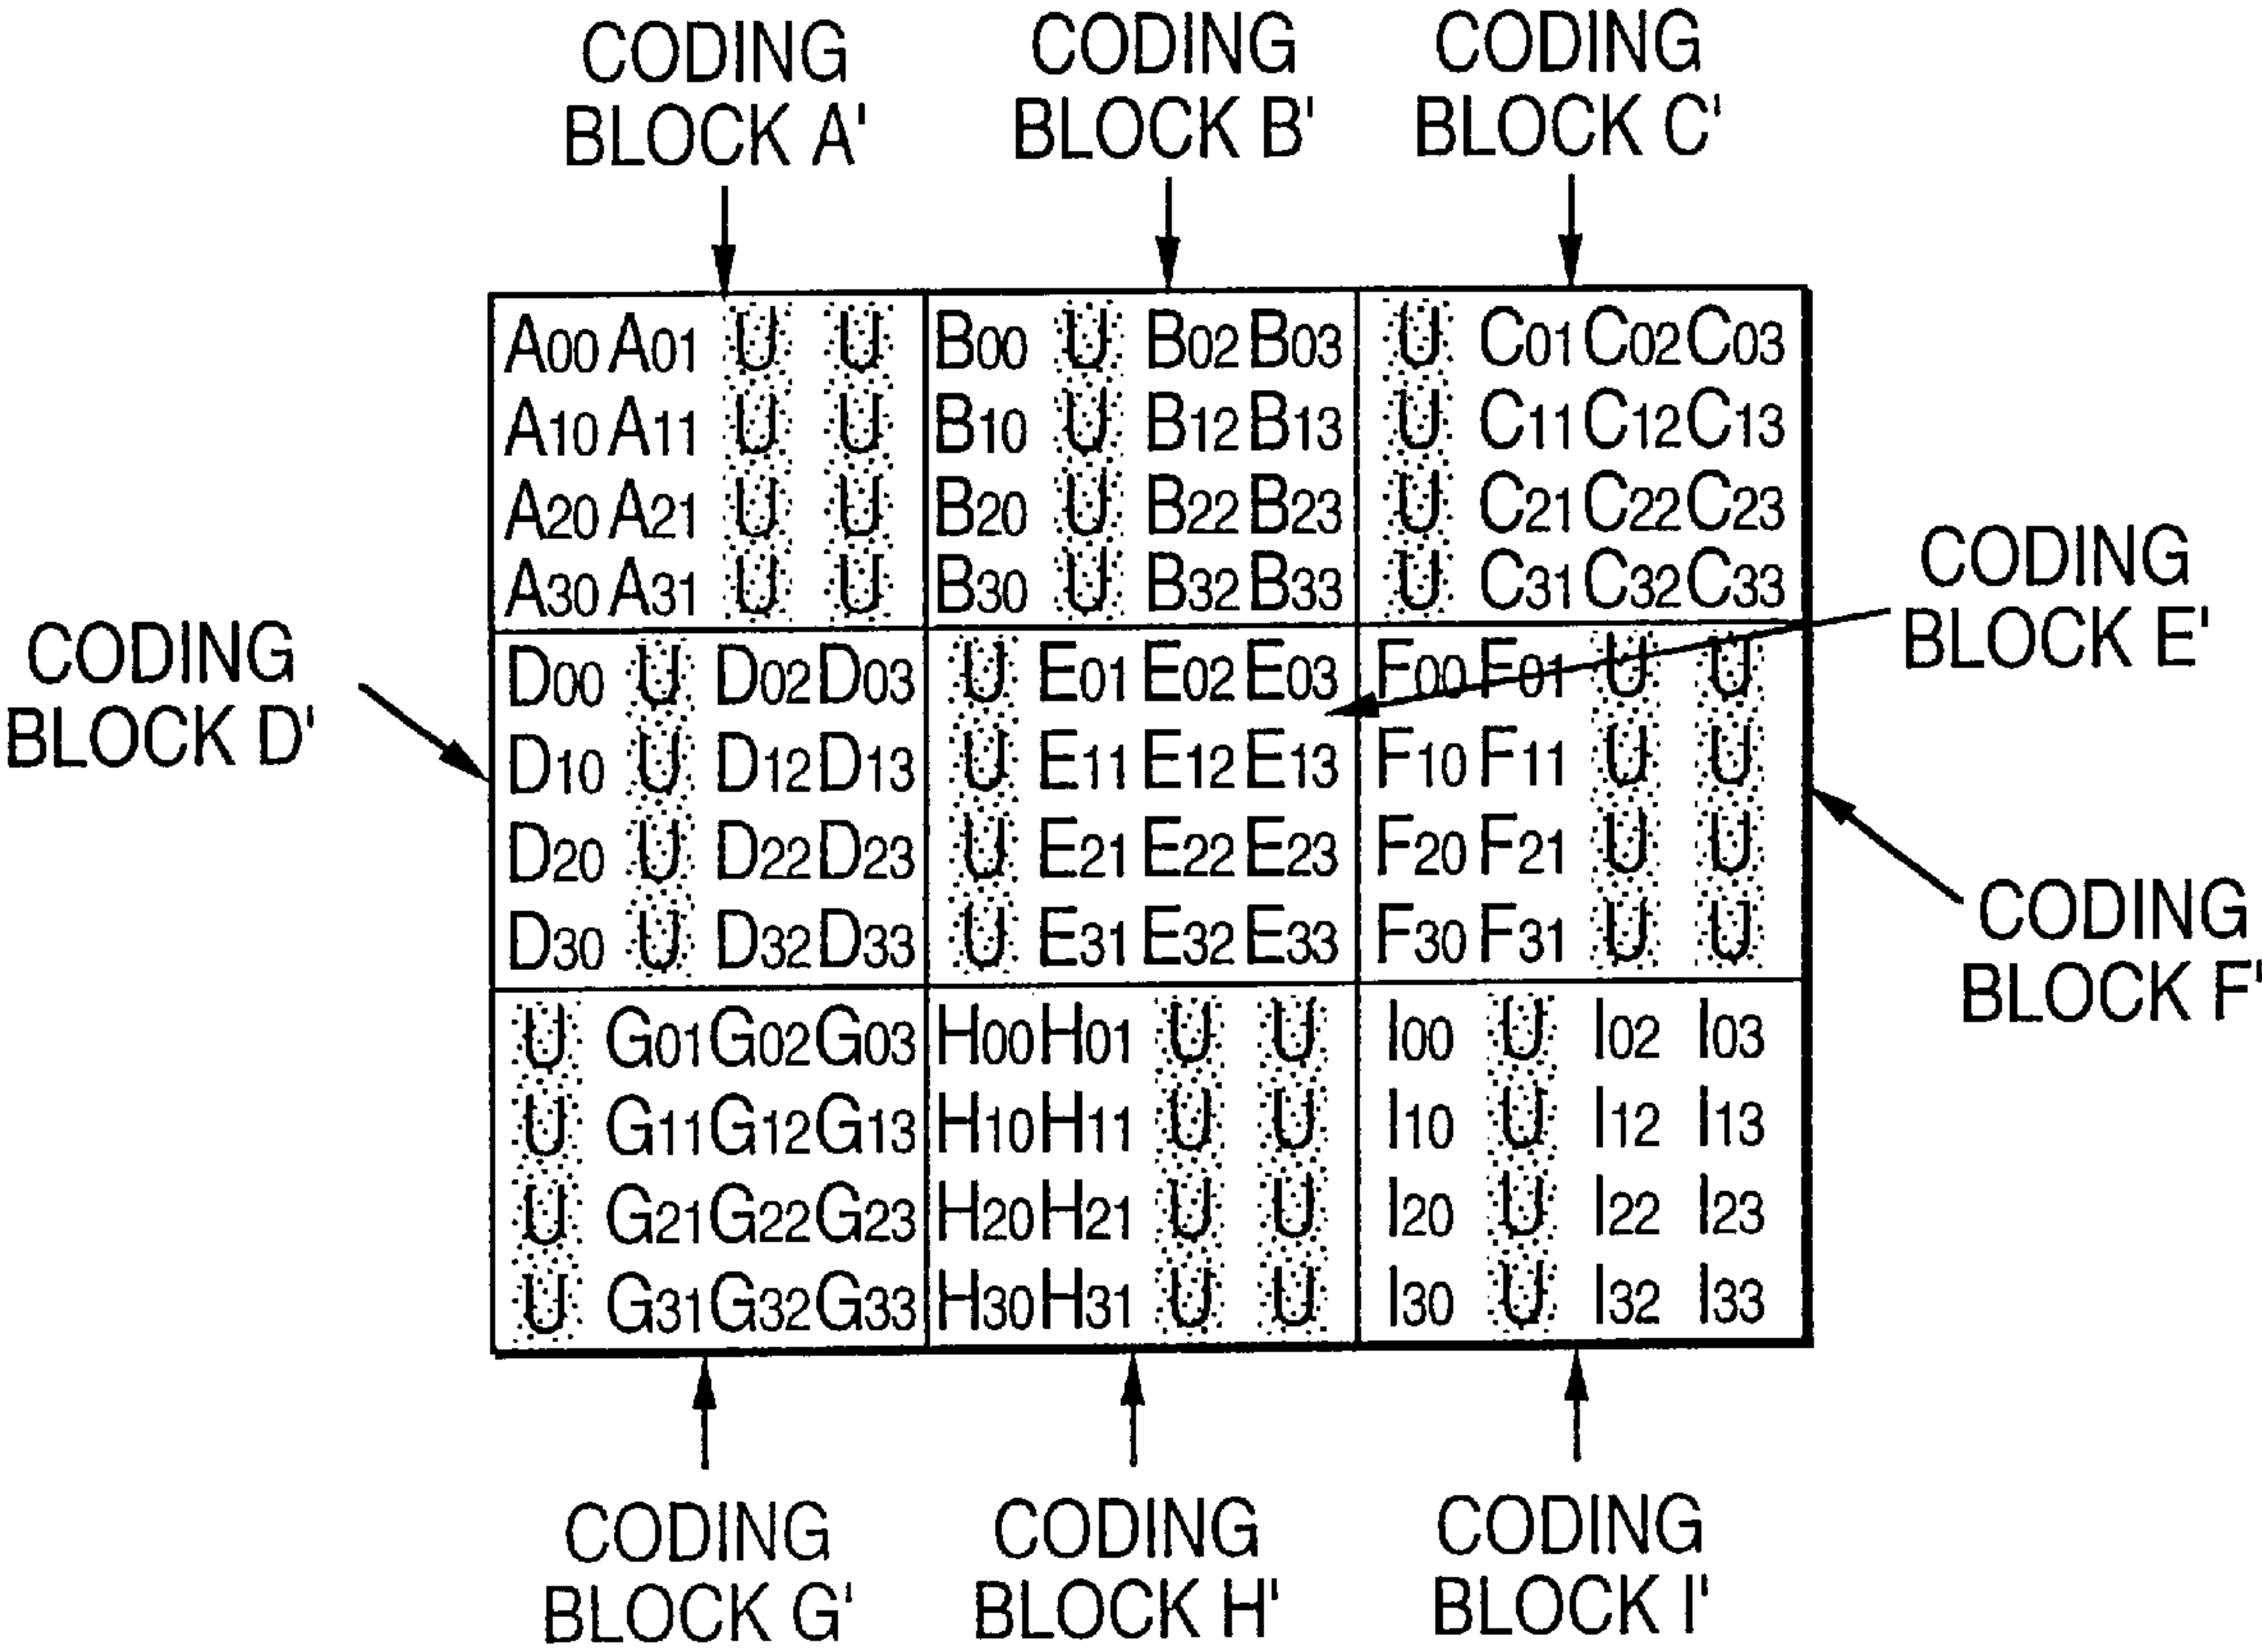 CODING BLOCK A'
CODING BLOCK B'
CODING BLOCK C'
A00 A01 U U B00 U B02 B03 U C01 C02 C03
A10 A11 U U B10 U B12 B13 U C11 C12 C13
A20 A21 U U B20 U B22 B23 U C21 C22 C23
A30 A31 U U B30 U B32 B33 U C31 C32 C33
CODING BLOCK D'
CODING BLOCK E'
D00 U D02 D03 U E01 E02 E03 F00 F01 U U
D10 U D12 D13 U E11 E12 E13 F10 F11 U U
D20 U D22 D23 U E21 E22 E23 F20 F21 U U
D30 U D32 D33 U E31 E32 E33 F30 F31 U U
CODING BLOCK F'
U G01 G02 G03 H00 H01 U U I00 U I02 I03
U G11 G12 G13 H10 H11 U U I10 U I12 I13
U G21 G22 G23 H20 H21 U U I20 U I22 I23
U G31 G32 G33 H30 H31 U U I30 U I32 I33
CODING BLOCK G'
CODING BLOCK H'
CODING BLOCK I'